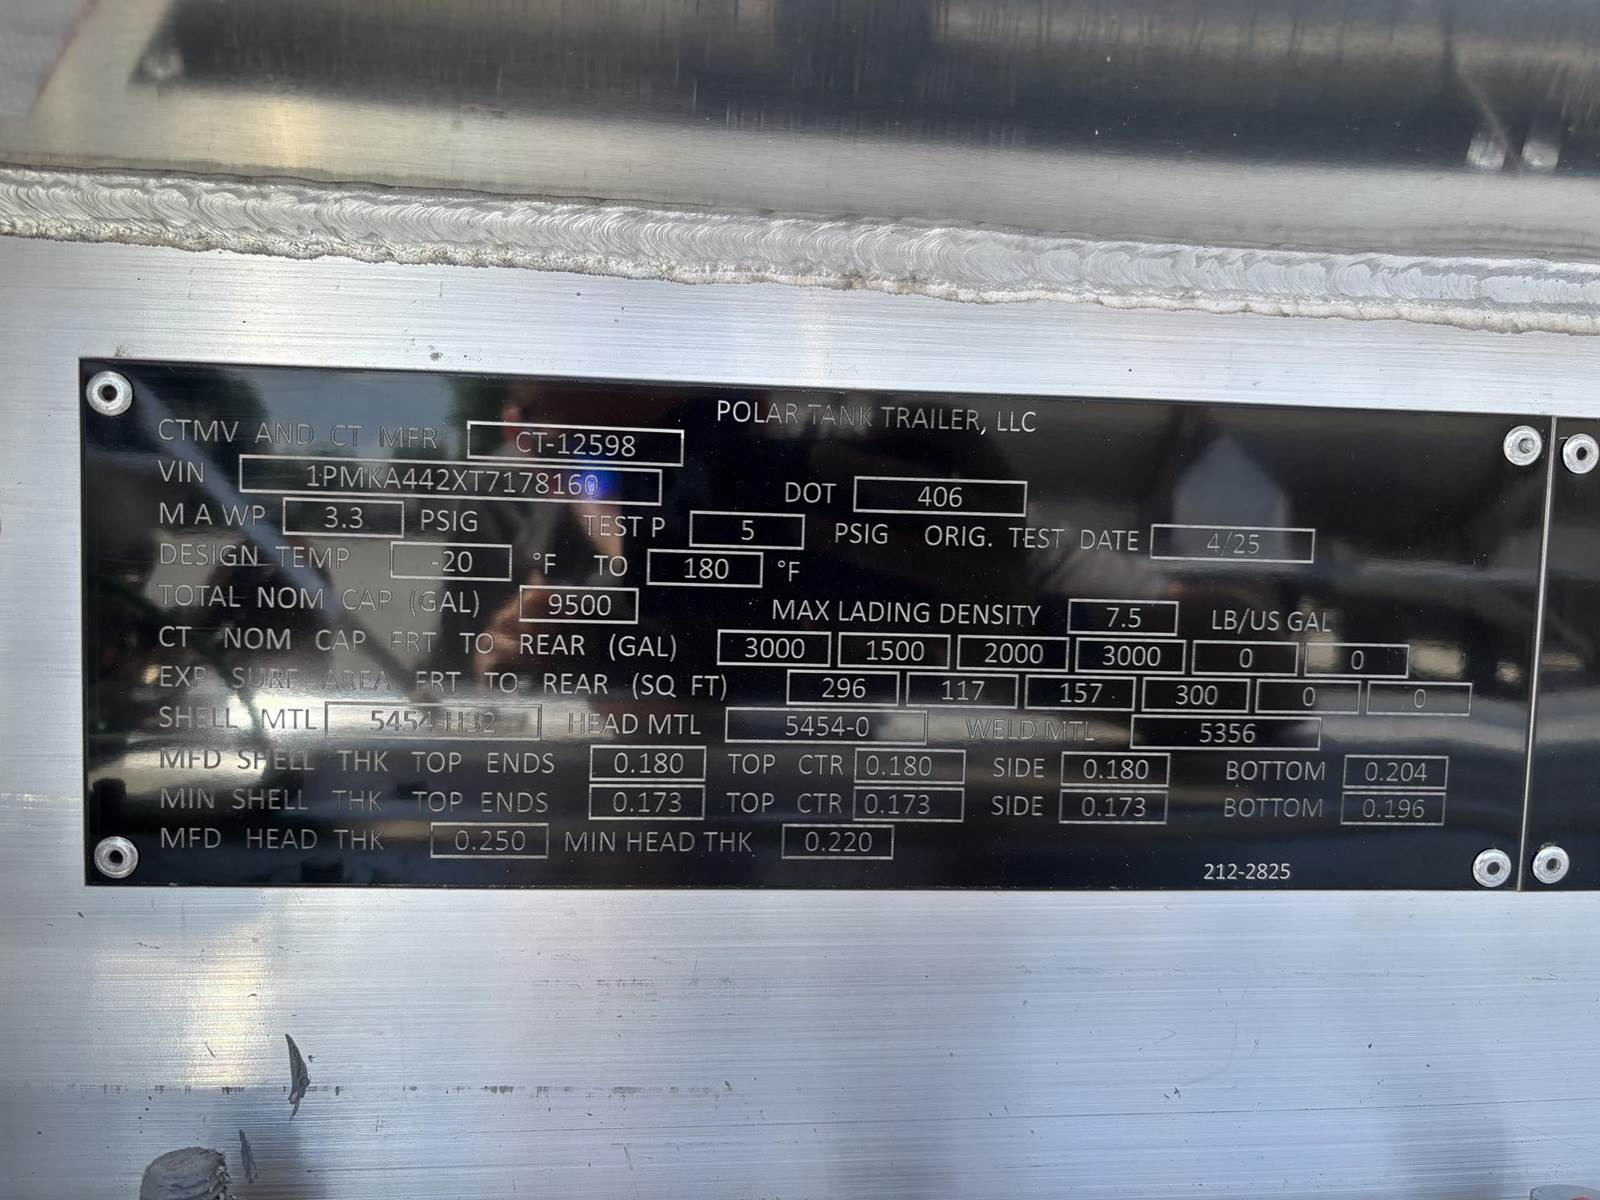 POLAR TANK TRAILER, LLC
CTMV AND CT MFR CT-12598
VIN 1PMKA442XT7178160 DOT 406
M A W P 3.3 PSIG TEST P 5 PSIG ORIG. TEST DATE 4/25
DESIGN TEMP -20 °F TO 180 °F
TOTAL NOM CAP (GAL) 9500 MAX LADING DENSITY 7.5 LB/US GAL
CT NOM CAP FRT TO REAR (GAL) 3000 1500 2000 3000 0 0
EXP SURF AREA FRT TO REAR (SQ FT) 296 117 157 300 0 0
SHELL MTL 5454-H32 HEAD MTL 5454-0 WELD MTL 5356
MFD SHELL THK TOP ENDS 0.180 TOP CTR 0.180 SIDE 0.180 BOTTOM 0.204
MIN SHELL THK TOP ENDS 0.173 TOP CTR 0.173 SIDE 0.173 BOTTOM 0.196
MFD HEAD THK 0.250 MIN HEAD THK 0.220
212-2825